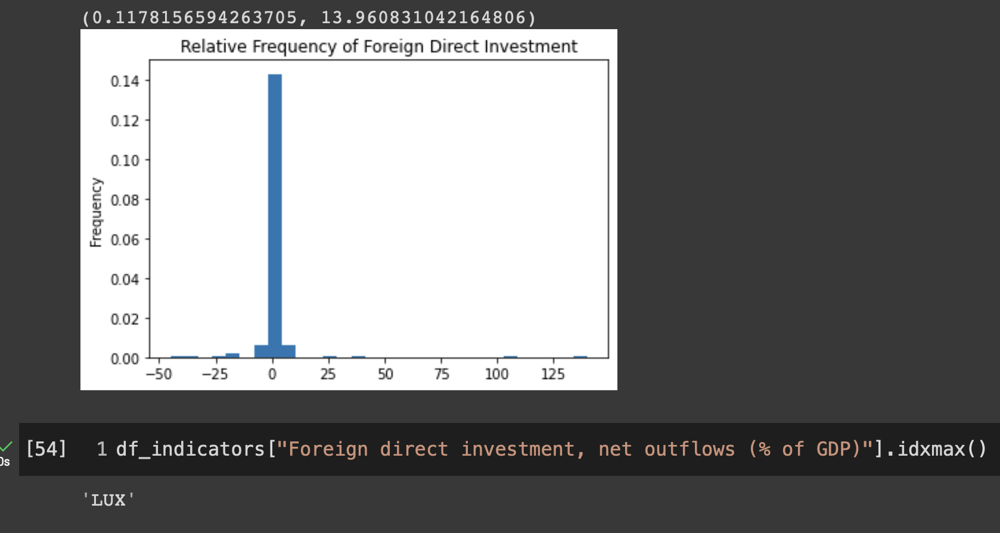 (0.1178156594263705, 13.960831042164806)
Relative Frequency of Foreign Direct Investment
0.14
0.12
0.10
0.08
0.06
0.04
0.02
0.00
Frequency
−50 −25 0 25 50 75 100 125
[54] 1 df_indicators["Foreign direct investment, net outflows (% of GDP)"].idxmax()
0s
'LUX'